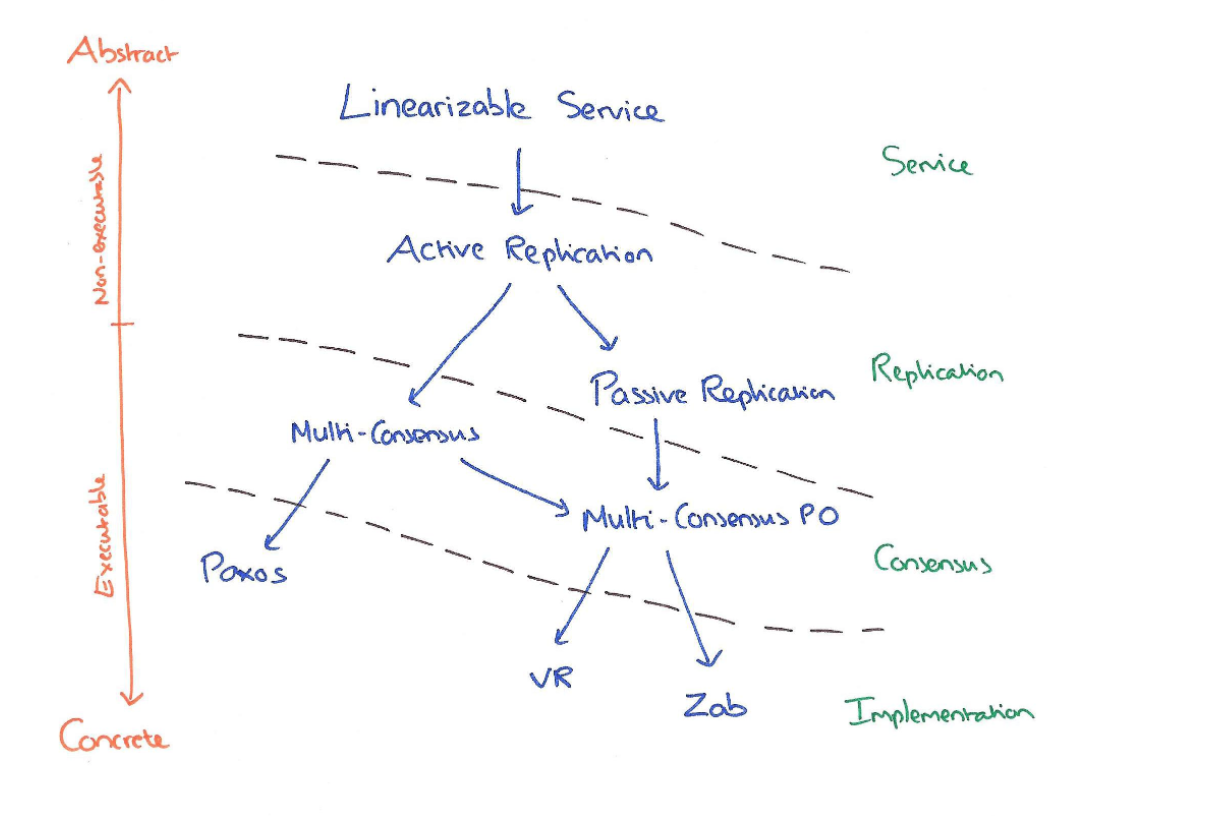 Abstract
Linearizable Service
Service
Non-executable
Active Replication
Replication
Passive Replication
Multi-Consensus
Multi-Consensus PO
Executable
Consensus
Paxos
VR
Zab
Implementation
Concrete